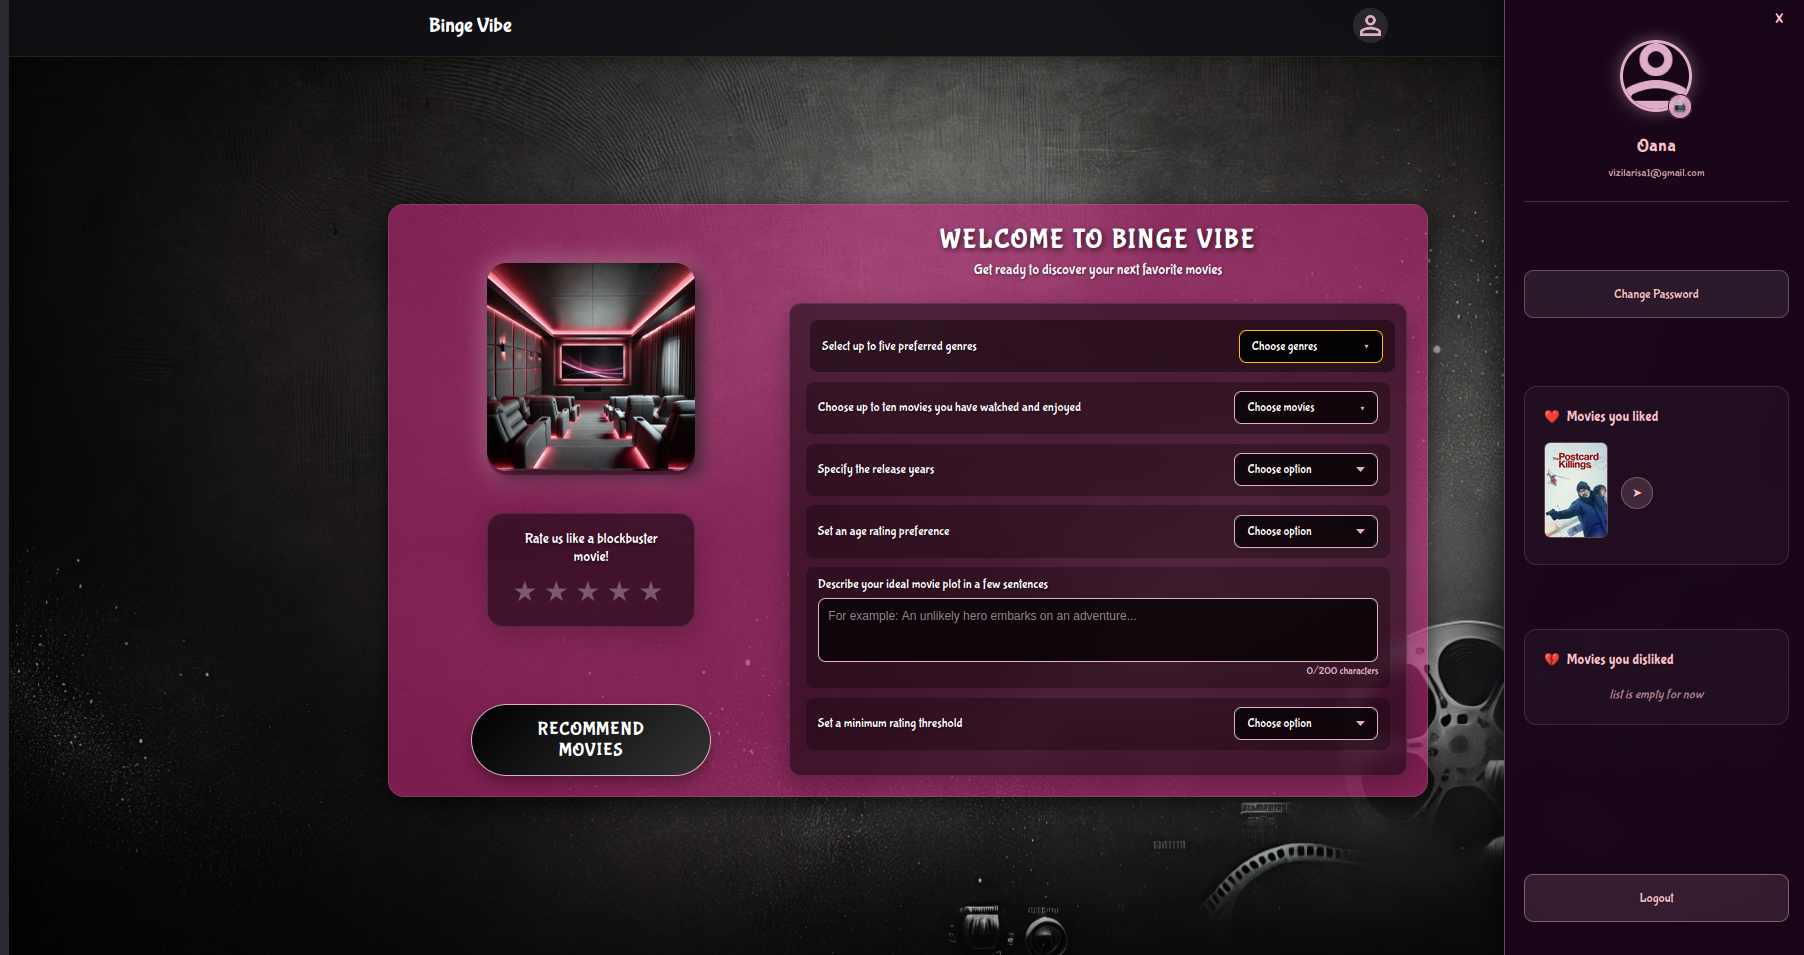 Binge Vibe
WELCOME TO BINGE VIBE
Get ready to discover your next favorite movies
Select up to five preferred genres
Choose genres
Choose up to ten movies you have watched and enjoyed
Choose movies
Specify the release years
Choose option
Set an age rating preference
Choose option
Describe your ideal movie plot in a few sentences
For example: An unlikely hero embarks on an adventure...
0/200 characters
Set a minimum rating threshold
Choose option
Rate us like a blockbuster
movie!
RECOMMEND
MOVIES
X
Oana
vizilarisa1@gmail.com
Change Password
Movies you liked
The Postcard
Killings
Movies you disliked
list is empty for now
Logout